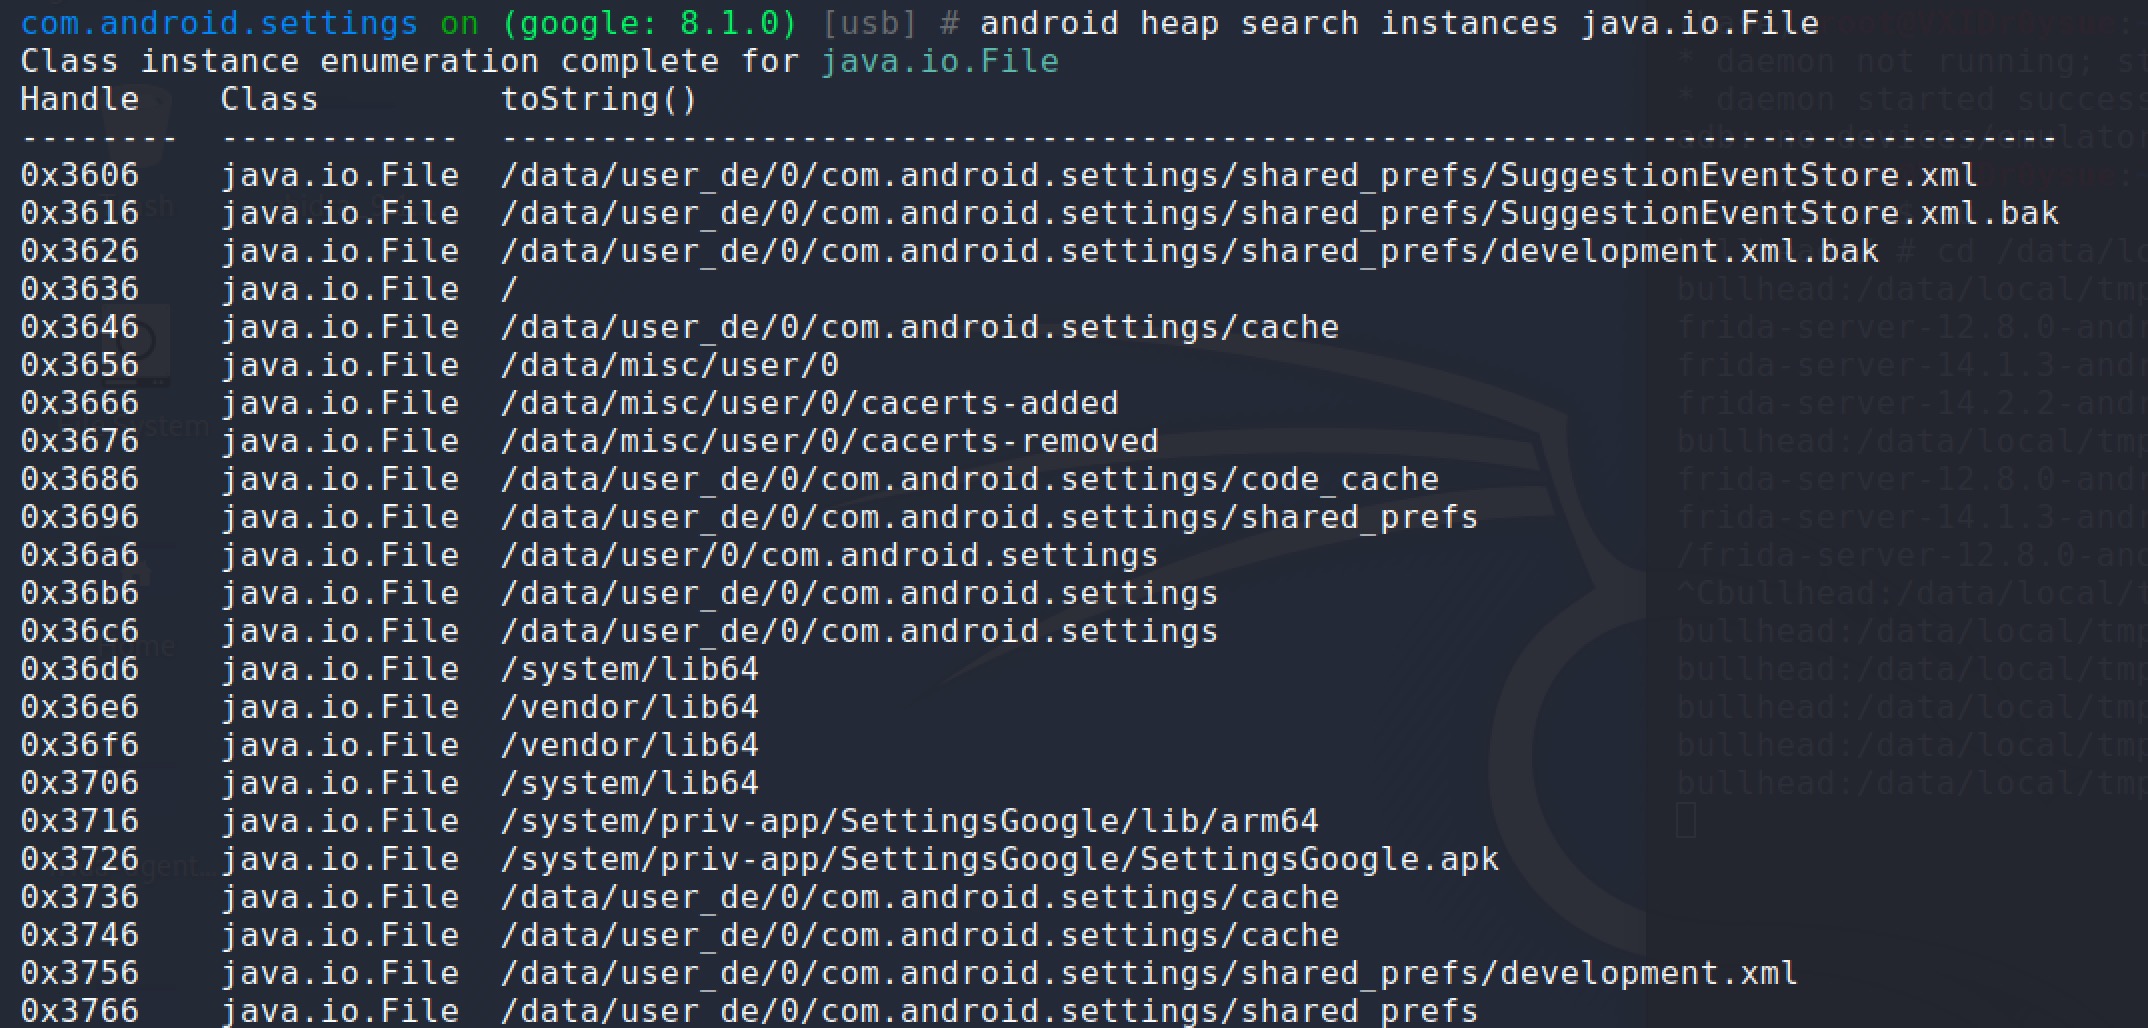 com.android.settings on (google: 8.1.0) [usb] # android heap search instances java.io.File
Class instance enumeration complete for java.io.File
Handle Class toString()
-------- ------------ ------------------------------------------------------------------------------
0x3606 java.io.File /data/user_de/0/com.android.settings/shared_prefs/SuggestionEventStore.xml
0x3616 java.io.File /data/user_de/0/com.android.settings/shared_prefs/SuggestionEventStore.xml.bak
0x3626 java.io.File /data/user_de/0/com.android.settings/shared_prefs/development.xml.bak
0x3636 java.io.File /
0x3646 java.io.File /data/user_de/0/com.android.settings/cache
0x3656 java.io.File /data/misc/user/0
0x3666 java.io.File /data/misc/user/0/cacerts-added
0x3676 java.io.File /data/misc/user/0/cacerts-removed
0x3686 java.io.File /data/user_de/0/com.android.settings/code_cache
0x3696 java.io.File /data/user_de/0/com.android.settings/shared_prefs
0x36a6 java.io.File /data/user/0/com.android.settings
0x36b6 java.io.File /data/user_de/0/com.android.settings
0x36c6 java.io.File /data/user_de/0/com.android.settings
0x36d6 java.io.File /system/lib64
0x36e6 java.io.File /vendor/lib64
0x36f6 java.io.File /vendor/lib64
0x3706 java.io.File /system/lib64
0x3716 java.io.File /system/priv-app/SettingsGoogle/lib/arm64
0x3726 java.io.File /system/priv-app/SettingsGoogle/SettingsGoogle.apk
0x3736 java.io.File /data/user_de/0/com.android.settings/cache
0x3746 java.io.File /data/user_de/0/com.android.settings/cache
0x3756 java.io.File /data/user_de/0/com.android.settings/shared_prefs/development.xml
0x3766 java.io.File /data/user_de/0/com.android.settings/shared_prefs
* daemon not running;
* daemon started
# cd
bullhead:/data/local/
frida-server-12.8.0-
frida-server-14.1.3-
frida-server-14.2.2-
bullhead:/data/local/
frida-server-12.8.0-
frida-server-14.1.3-
/frida-server-12.8.0-
^Cbullhead:/data/local/
bullhead:/data/local/
bullhead:/data/local/
bullhead:/data/local/
bullhead:/data/local/
bullhead:/data/local/